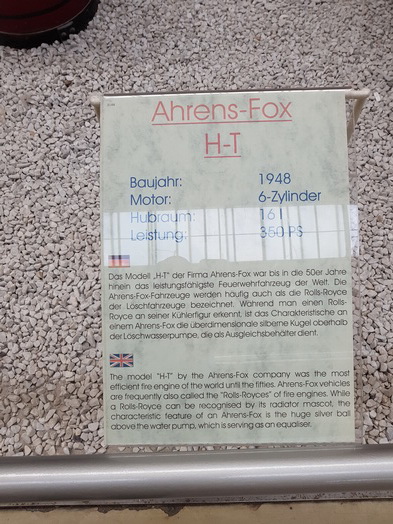 Ahrens-Fox
H-T
Baujahr: 1948
Motor: 6-Zylinder
Hubraum: 16 l
Leistung: 350 PS
Das Modell „H-T" der Firma Ahrens-Fox war bis in die 50er Jahre
hinein das leistungsfähigste Feuerwehrfahrzeug der Welt. Die
Ahrens-Fox-Fahrzeuge werden häufig auch als die Rolls-Royce
der Löschfahrzeuge bezeichnet. Während man einen Rolls-
Royce an seiner Kühlerfigur erkennt, ist das Charakteristische an
einem Ahrens-Fox die überdimensionale silberne Kugel oberhalb
der Löschwasserpumpe, die als Ausgleichsbehälter dient.
The model "H-T" by the Ahrens-Fox company was the most
efficient fire engine of the world until the fifties. Ahrens-Fox vehicles
are frequently also called the "Rolls-Royces" of fire engines. While
a Rolls-Royce can be recognised by its radiator mascot, the
characteristic feature of an Ahrens-Fox is the huge silver ball
above the water pump, which is serving as an equaliser.